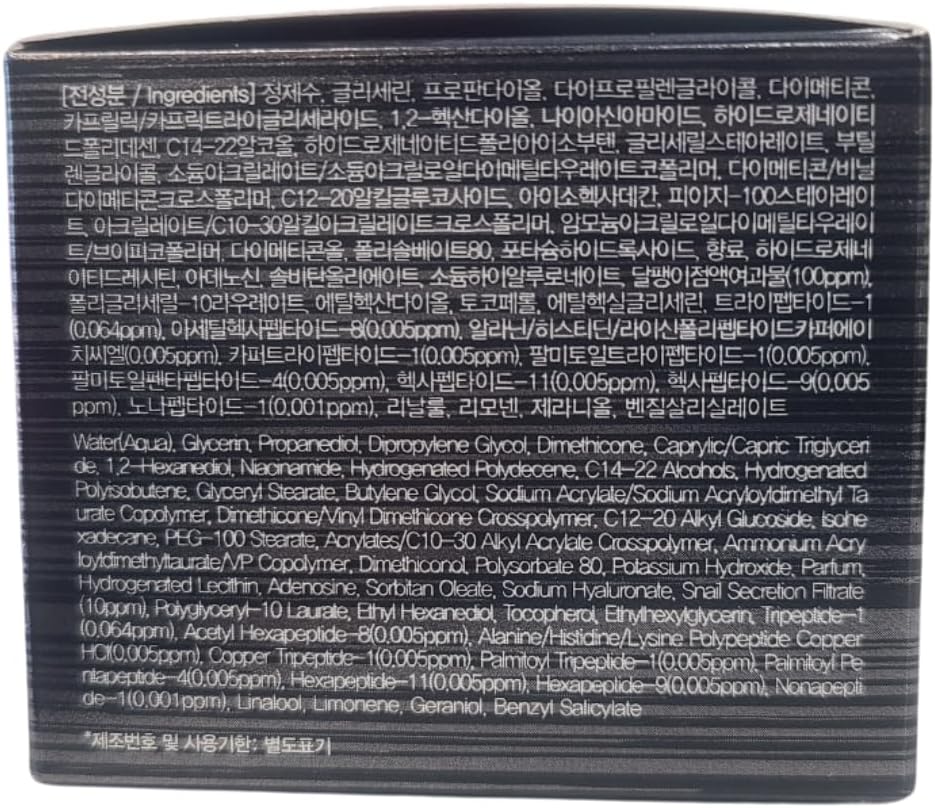 [전성분 / Ingredients] 정제수, 글리세린, 프로판다이올, 다이프로필렌글라이콜, 다이메티콘,
카프릴릭/카프릭트라이글리세라이드, 1,2-헥산다이올, 나이아신아마이드, 하이드로제네이티
드폴리데센, C14-22알코올, 하이드로제네이티드폴리아이소부텐, 글리세릴스테아레이트, 부틸
렌글라이콜, 소듐아크릴레이트/소듐아크릴로일다이메틸타우레이트코폴리머, 다이메티콘/비닐
다이메티콘크로스폴리머, C12-20알킬글루코사이드, 아이소헥사데칸, 피이지-100스테아레이
트, 아크릴레이트/C10-30알킬아크릴레이트크로스폴리머, 암모늄아크릴로일다이메틸타우레이
트/브이피코폴리머, 다이메티콘올, 폴리솔베이트80, 포타슘하이드록사이드, 향료, 하이드로제네
이티드레시틴, 아데노신, 솔비탄올리에이트, 소듐하이알루로네이트, 달팽이점액여과물(100ppm),
폴리글리세릴-10라우레이트, 에틸헥산다이올, 토코페롤, 에틸헥실글리세린, 트라이펩타이드-1
(0.064ppm), 아세틸헥사펩타이드-8(0.005ppm), 알라닌/히스티딘/라이신폴리펩타이드카퍼에이
치씨엘(0.005ppm), 카퍼트라이펩타이드-1(0.005ppm), 팔미토일트라이펩타이드-1(0.005ppm),
팔미토일펜타펩타이드-4(0.005ppm), 헥사펩타이드-11(0.005ppm), 헥사펩타이드-9(0.005
ppm), 노나펩타이드-1(0.001ppm), 리날룰, 리모넨, 제라니올, 벤질살리실레이트
Water(Aqua), Glycerin, Propanediol, Dipropylene Glycol, Dimethicone, Caprylic/Capric Triglyceri
de, 1,2-Hexanediol, Niacinamide, Hydrogenated Polydecene, C14-22 Alcohols, Hydrogenated
Polyisobutene, Glyceryl Stearate, Butylene Glycol, Sodium Acrylate/Sodium Acryloyldimethyl Ta
urate Copolymer, Dimethicone/Vinyl Dimethicone Crosspolymer, C12-20 Alkyl Glucoside, Isohe
xadecane, PEG-100 Stearate, Acrylates/C10-30 Alkyl Acrylate Crosspolymer, Ammonium Acry
loyldimethyltaurate/VP Copolymer, Dimethiconol, Polysorbate 80, Potassium Hydroxide, Parfum,
Hydrogenated Lecithin, Adenosine, Sorbitan Oleate, Sodium Hyaluronate, Snail Secretion Filtrate
(10ppm), Polyglyceryl-10 Laurate, Ethyl Hexanediol, Tocopherol, Ethylhexylglycerin, Tripeptide-1
(0.064ppm), Acetyl Hexapeptide-8(0.005ppm), Alanine/Histidine/Lysine Polypeptide Copper
HCl(0.005ppm), Copper Tripeptide-1(0.005ppm), Palmitoyl Tripeptide-1(0.005ppm), Palmitoyl Pe
ntapeptide-4(0.005ppm), Hexapeptide-11(0.005ppm), Hexapeptide-9(0.005ppm), Nonapepti
de-1(0.001ppm), Linalool, Limonene, Geraniol, Benzyl Salicylate
*제조번호 및 사용기한: 별도표기